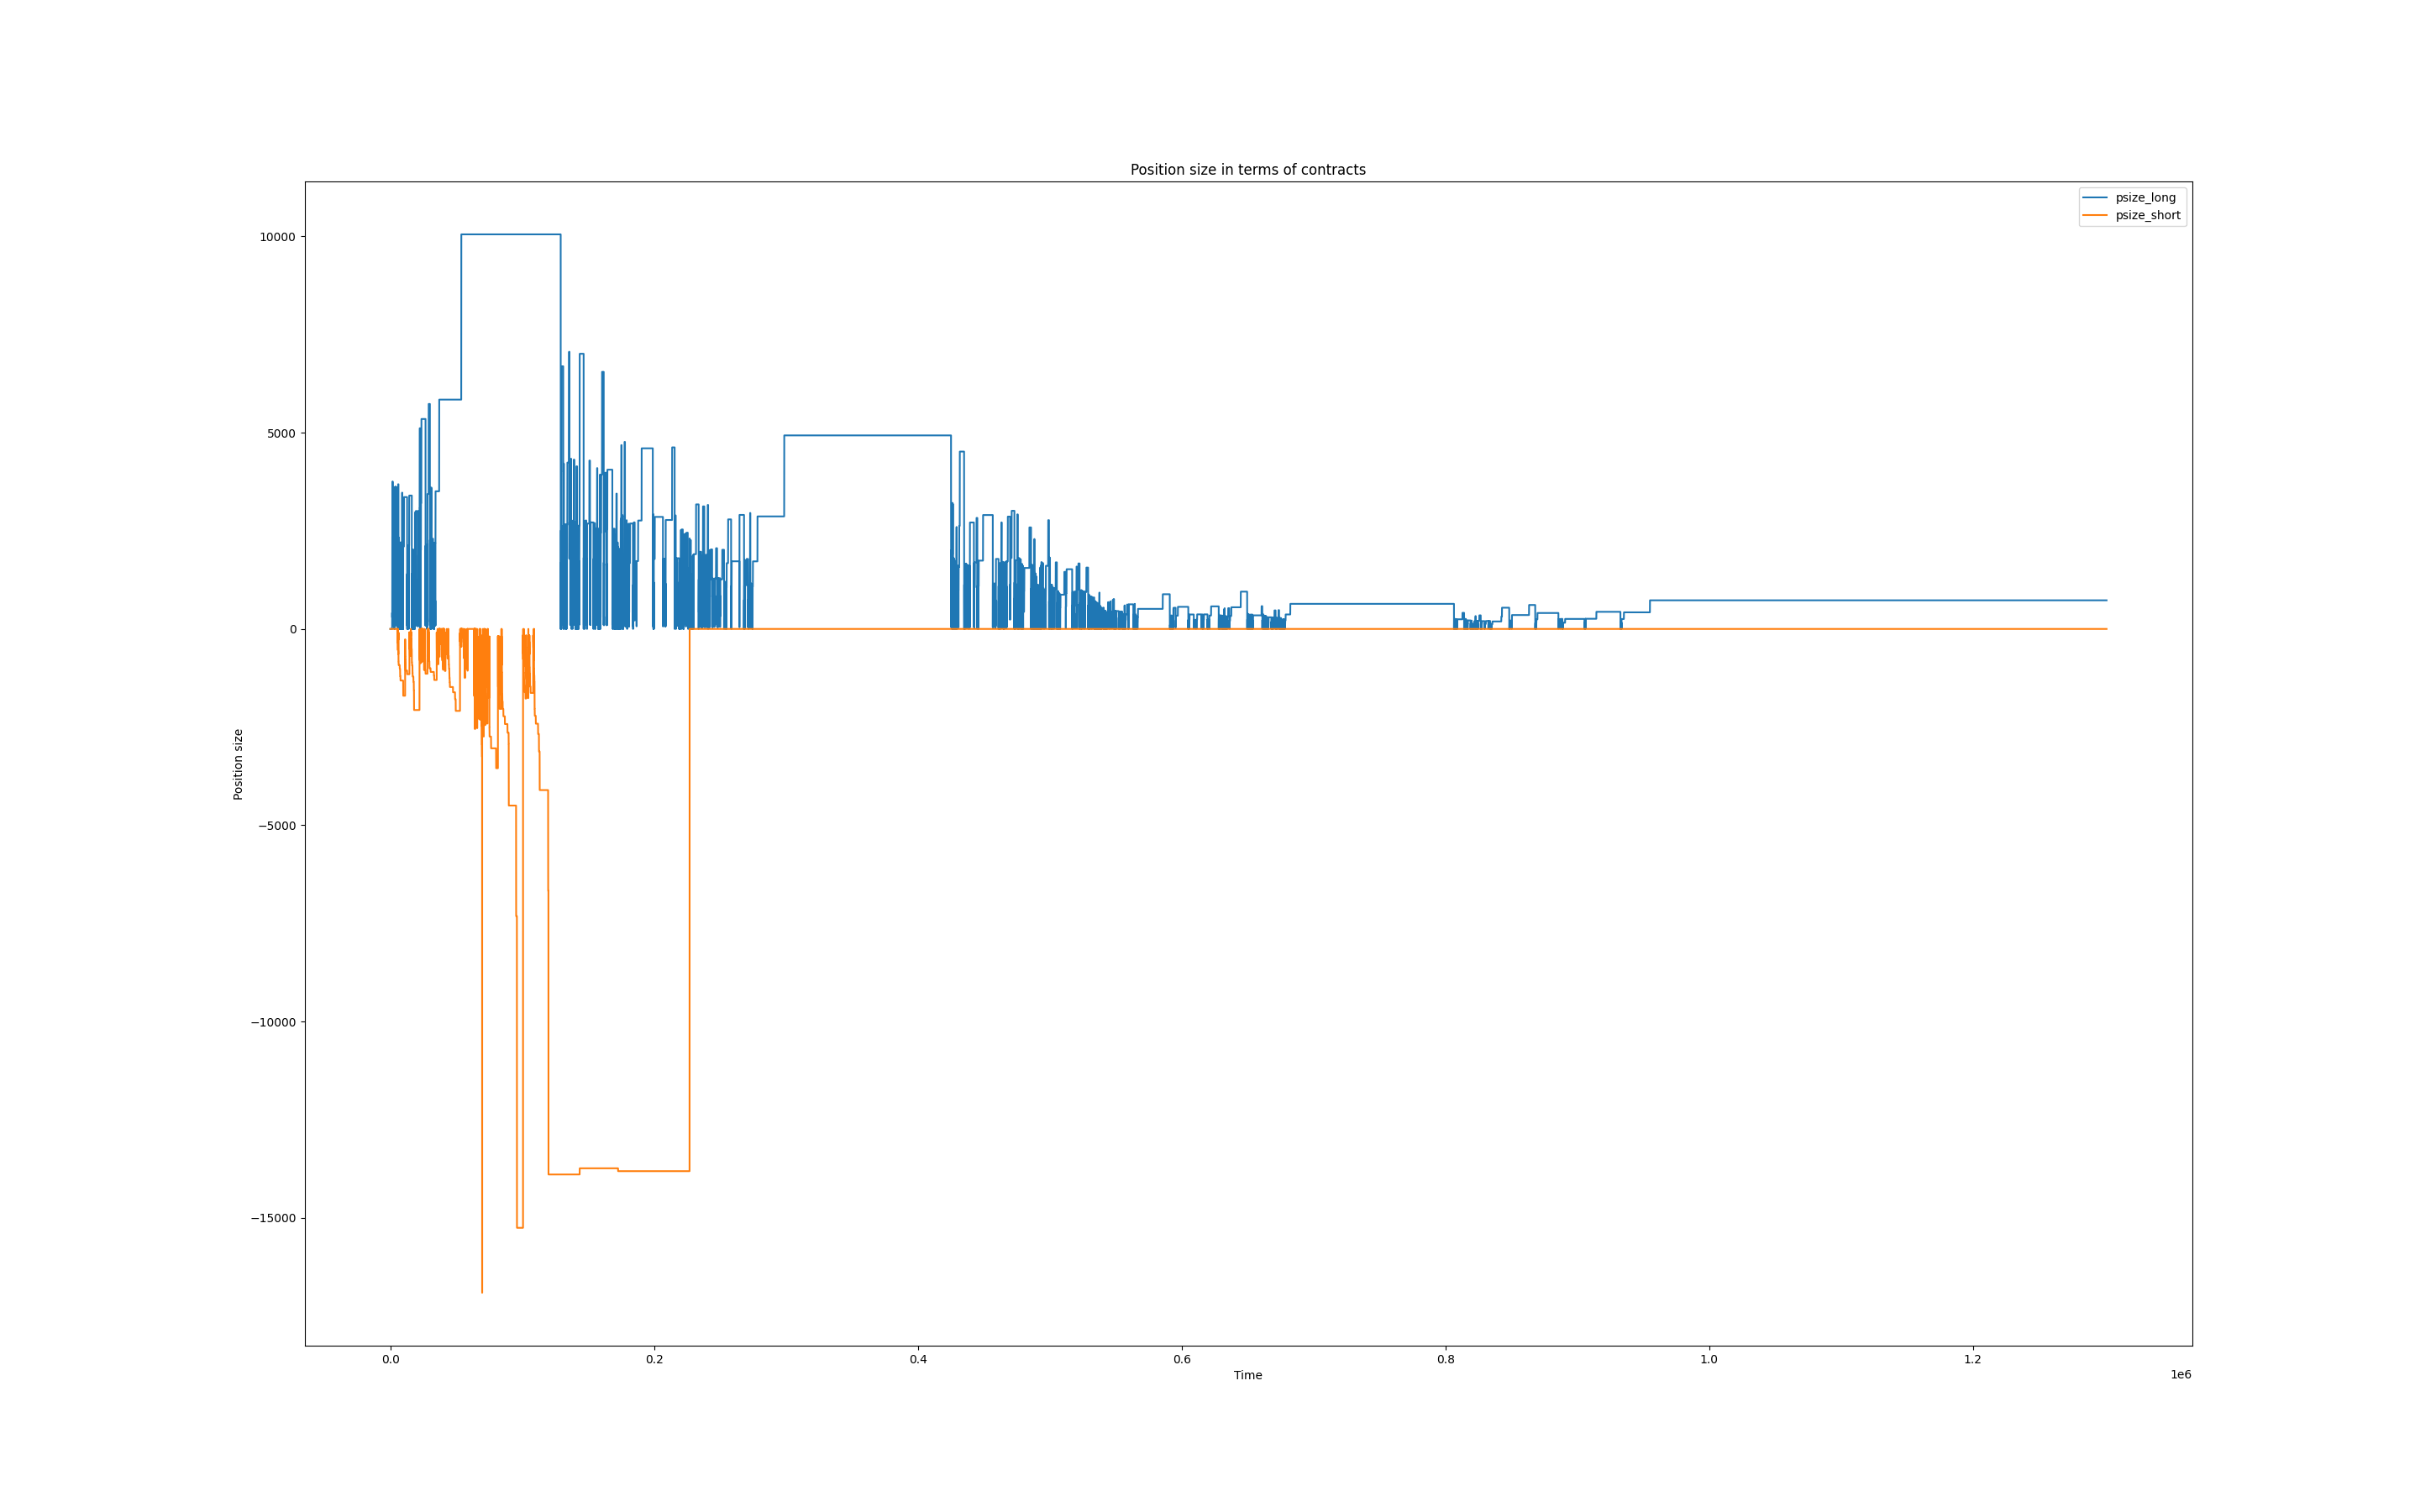 Position size in terms of contracts
psize_long
psize_short
10000
5000
0
−5000
−10000
−15000
Position size
0.0 0.2 0.4 0.6 0.8 1.0 1.2
Time
1e6